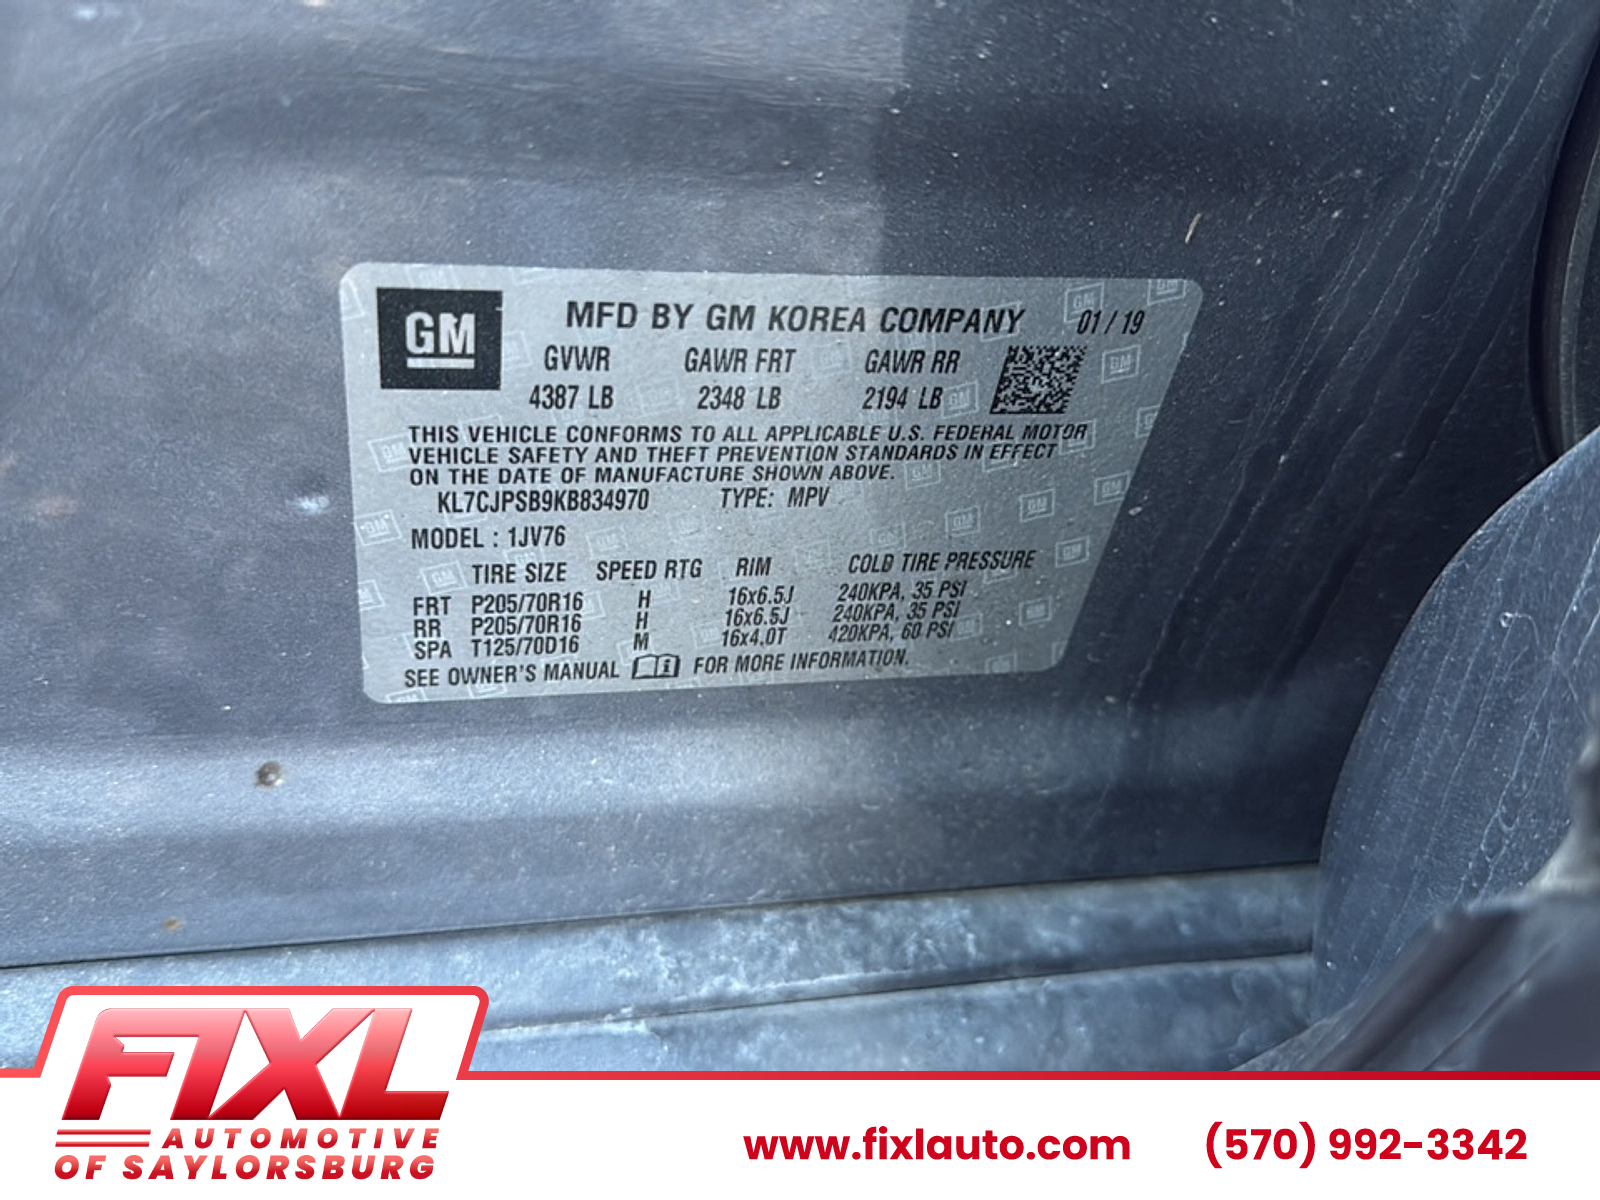 GM
MFD BY GM KOREA COMPANY 01 / 19
GVWR GAWR FRT GAWR RR
4387 LB 2348 LB 2194 LB
THIS VEHICLE CONFORMS TO ALL APPLICABLE U.S. FEDERAL MOTOR
VEHICLE SAFETY AND THEFT PREVENTION STANDARDS IN EFFECT
ON THE DATE OF MANUFACTURE SHOWN ABOVE.
KL7CJPSB9KB834970 TYPE: MPV
MODEL : 1JV76
TIRE SIZE SPEED RTG RIM COLD TIRE PRESSURE
FRT P205/70R16 H 16x6.5J 240KPA, 35 PSI
RR P205/70R16 H 16x6.5J 240KPA, 35 PSI
SPA T125/70D16 M 16x4.0T 420KPA, 60 PSI
SEE OWNER'S MANUAL FOR MORE INFORMATION.
FIXL
AUTOMOTIVE
OF SAYLORSBURG
www.fixlauto.com (570) 992-3342